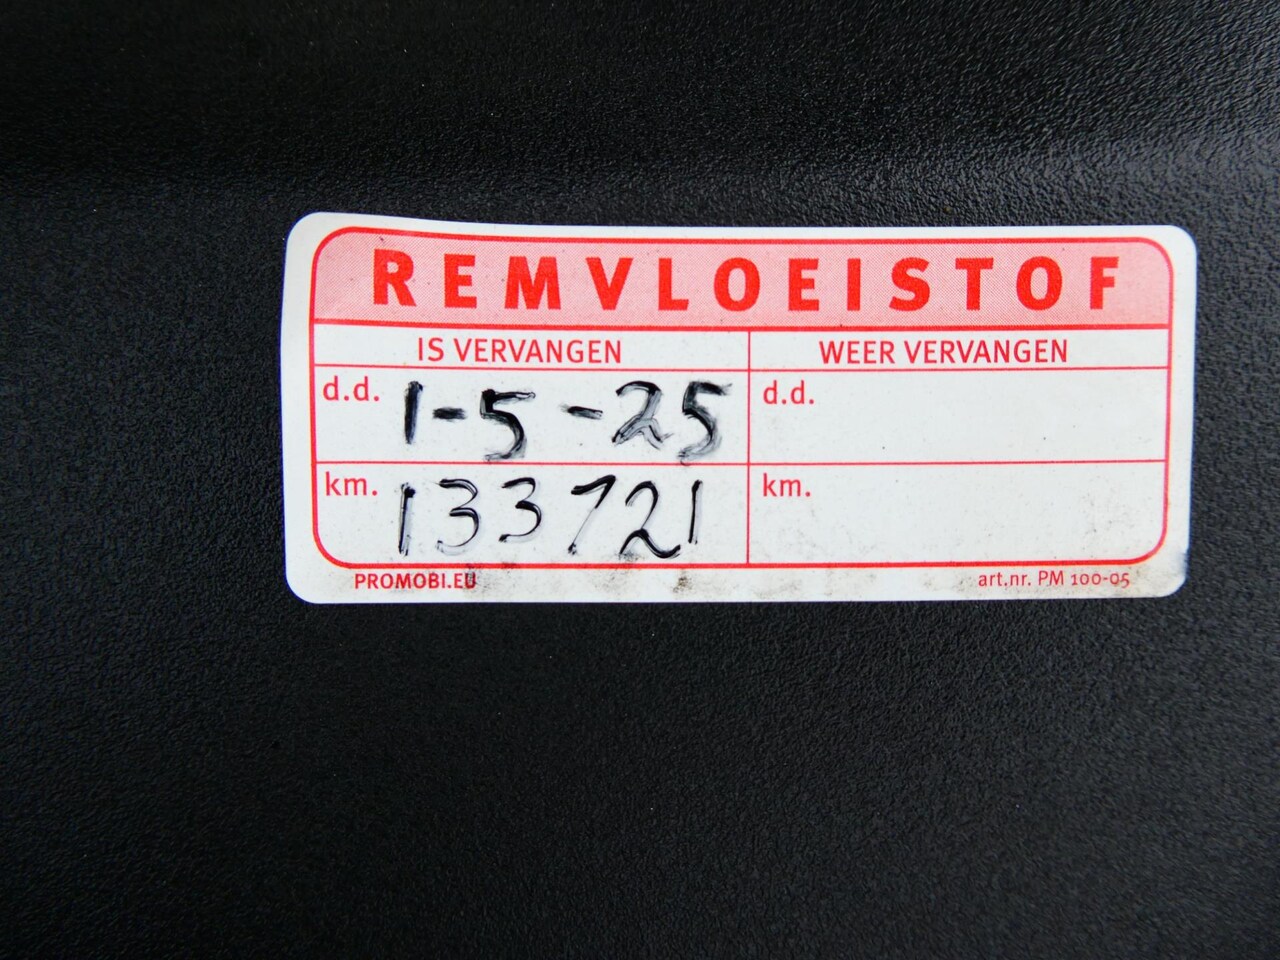 REMVLOEISTOF
IS VERVANGEN WEER VERVANGEN
d.d. 1-5-25 d.d.
km. 133721 km.
PROMOBI.EU art.nr. PM 100-05